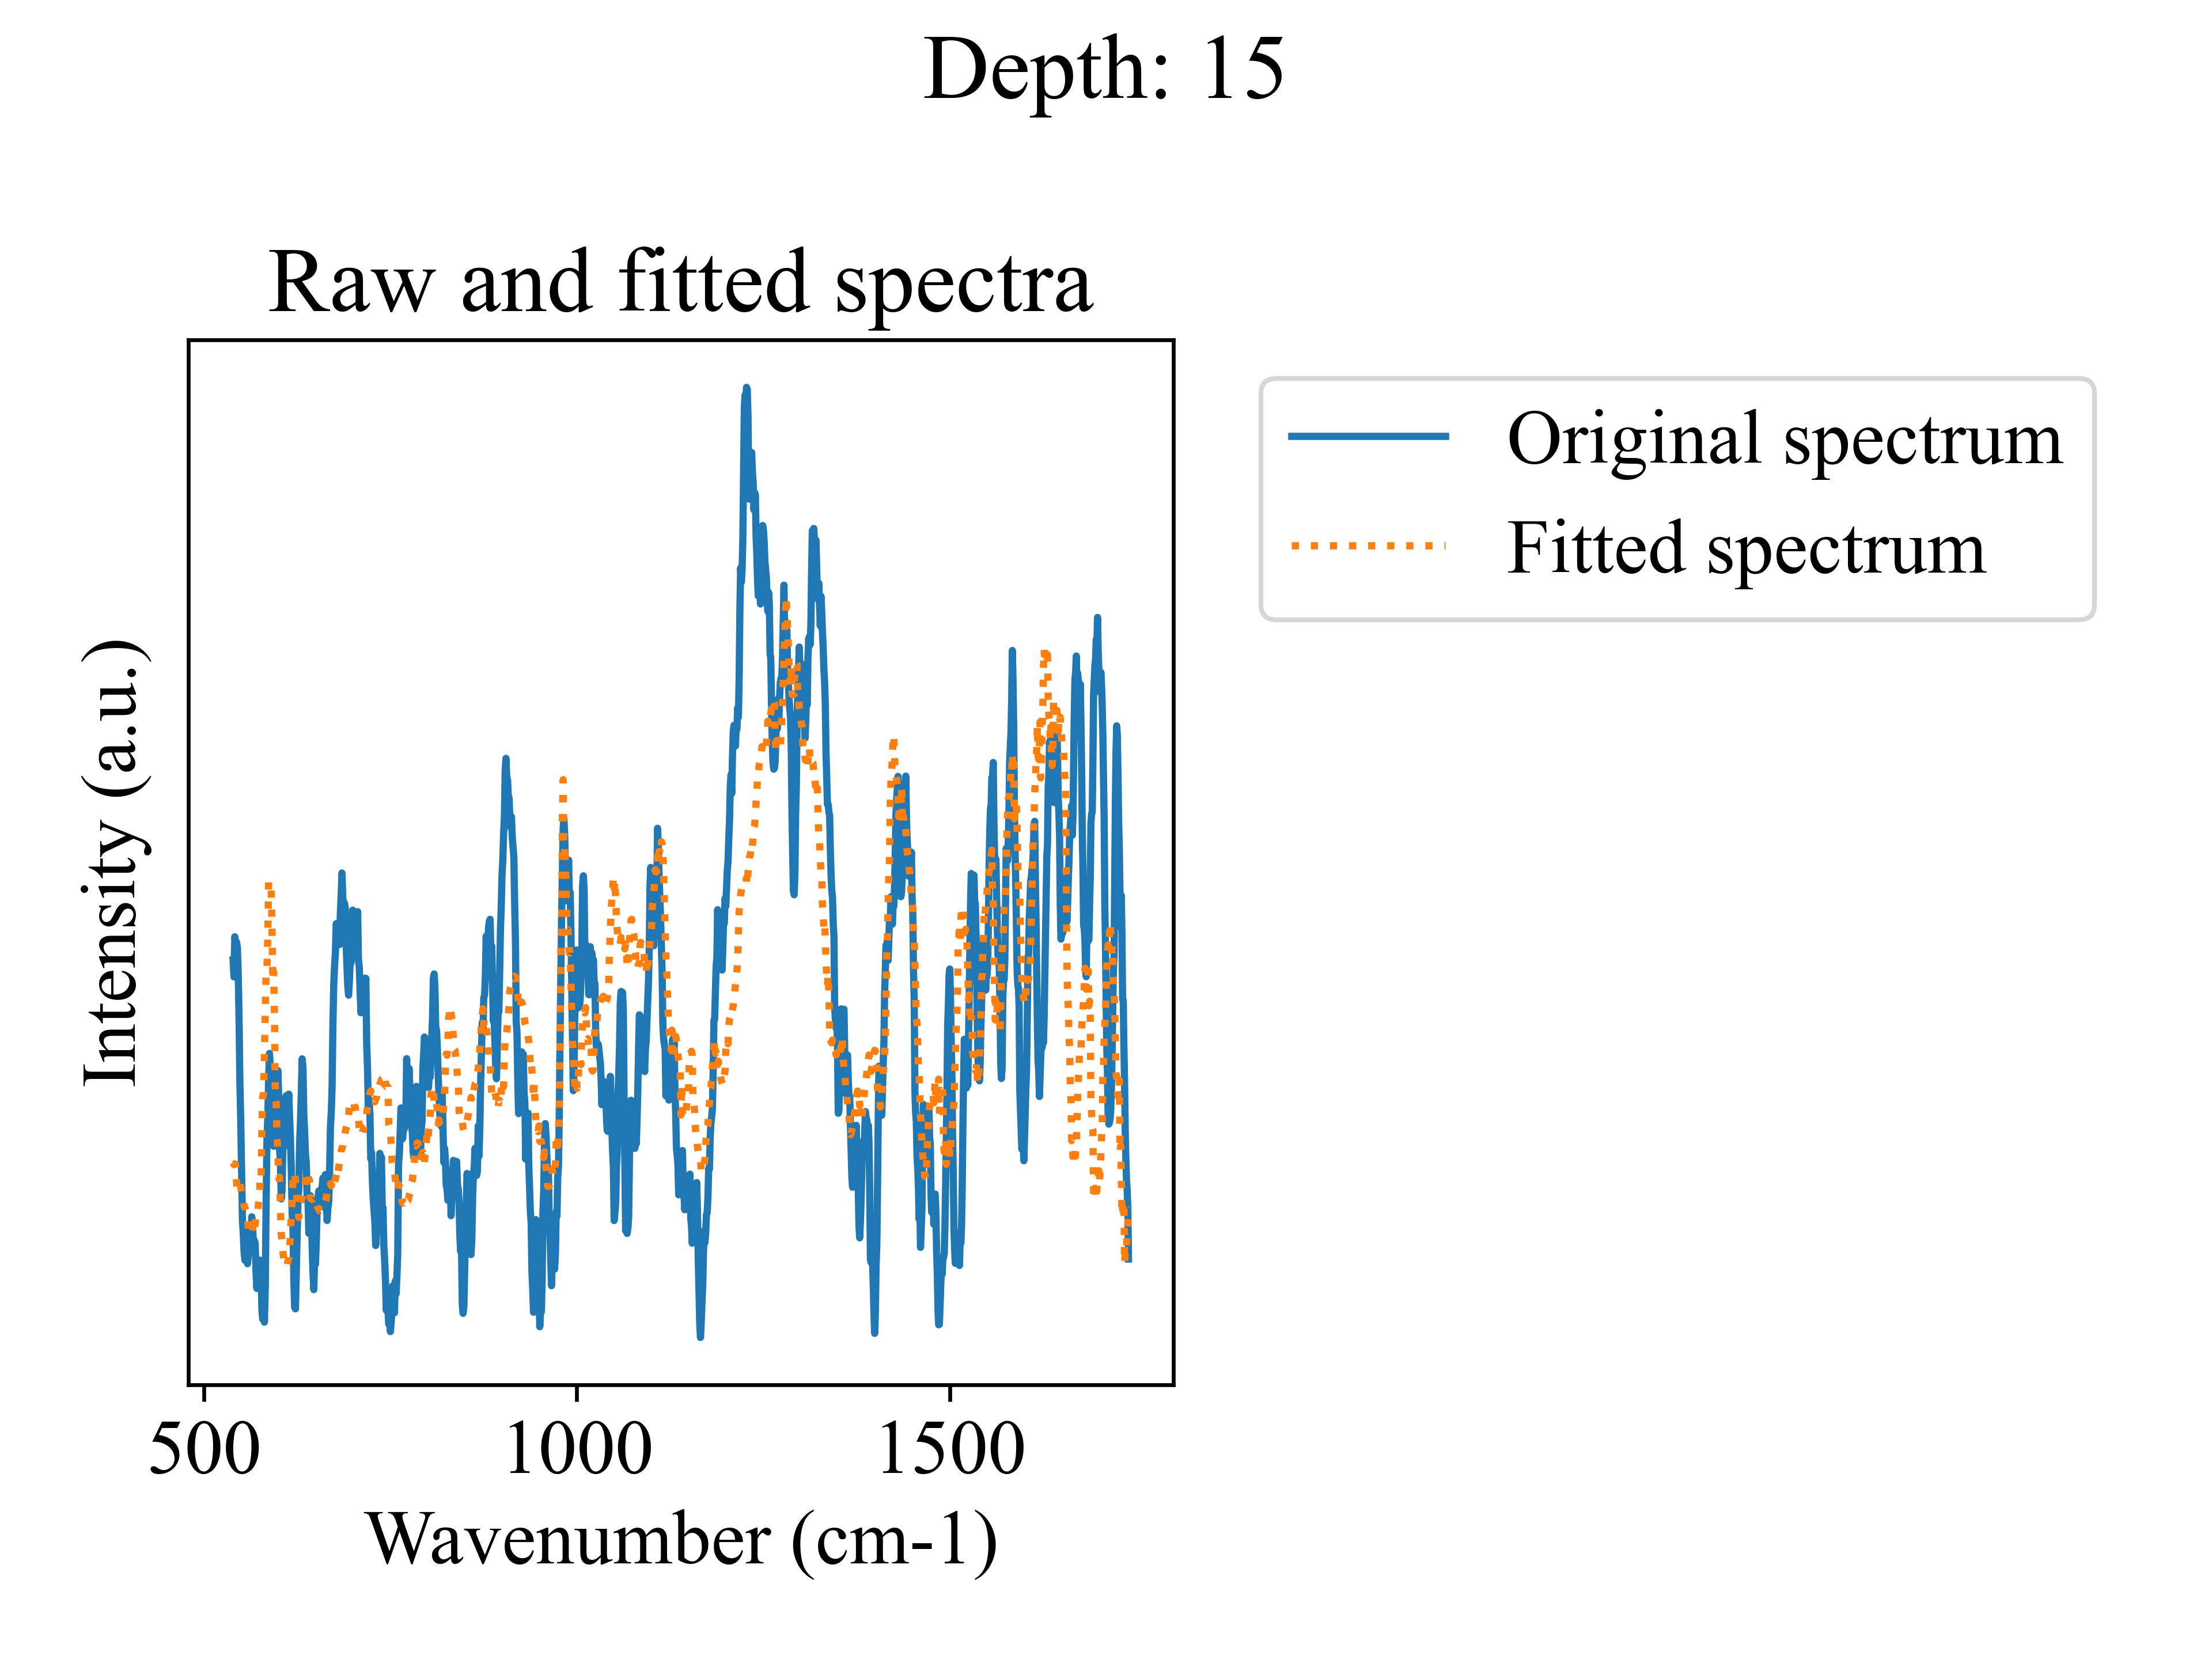 Depth: 15
Raw and fitted spectra
Original spectrum
Fitted spectrum
Intensity (a.u.)
500 1000 1500
Wavenumber (cm-1)